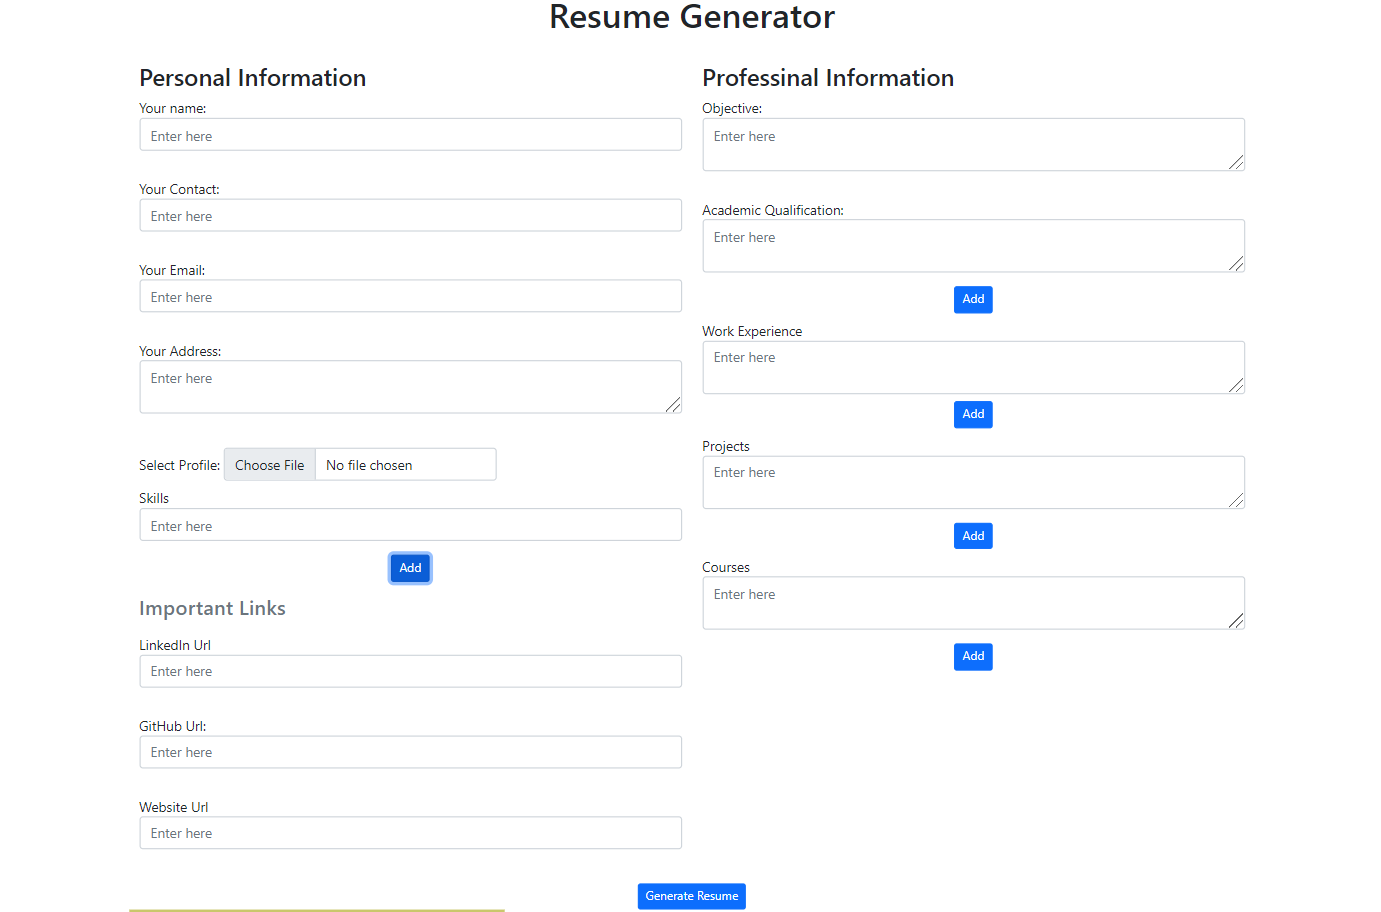 Resume Generator
Personal Information
Your name:
Enter here
Your Contact:
Enter here
Your Email:
Enter here
Your Address:
Enter here
Select Profile: Choose File No file chosen
Skills
Enter here
Add
Important Links
LinkedIn Url
Enter here
GitHub Url:
Enter here
Website Url
Enter here
Professinal Information
Objective:
Enter here
Academic Qualification:
Enter here
Add
Work Experience
Enter here
Add
Projects
Enter here
Add
Courses
Enter here
Add
Generate Resume